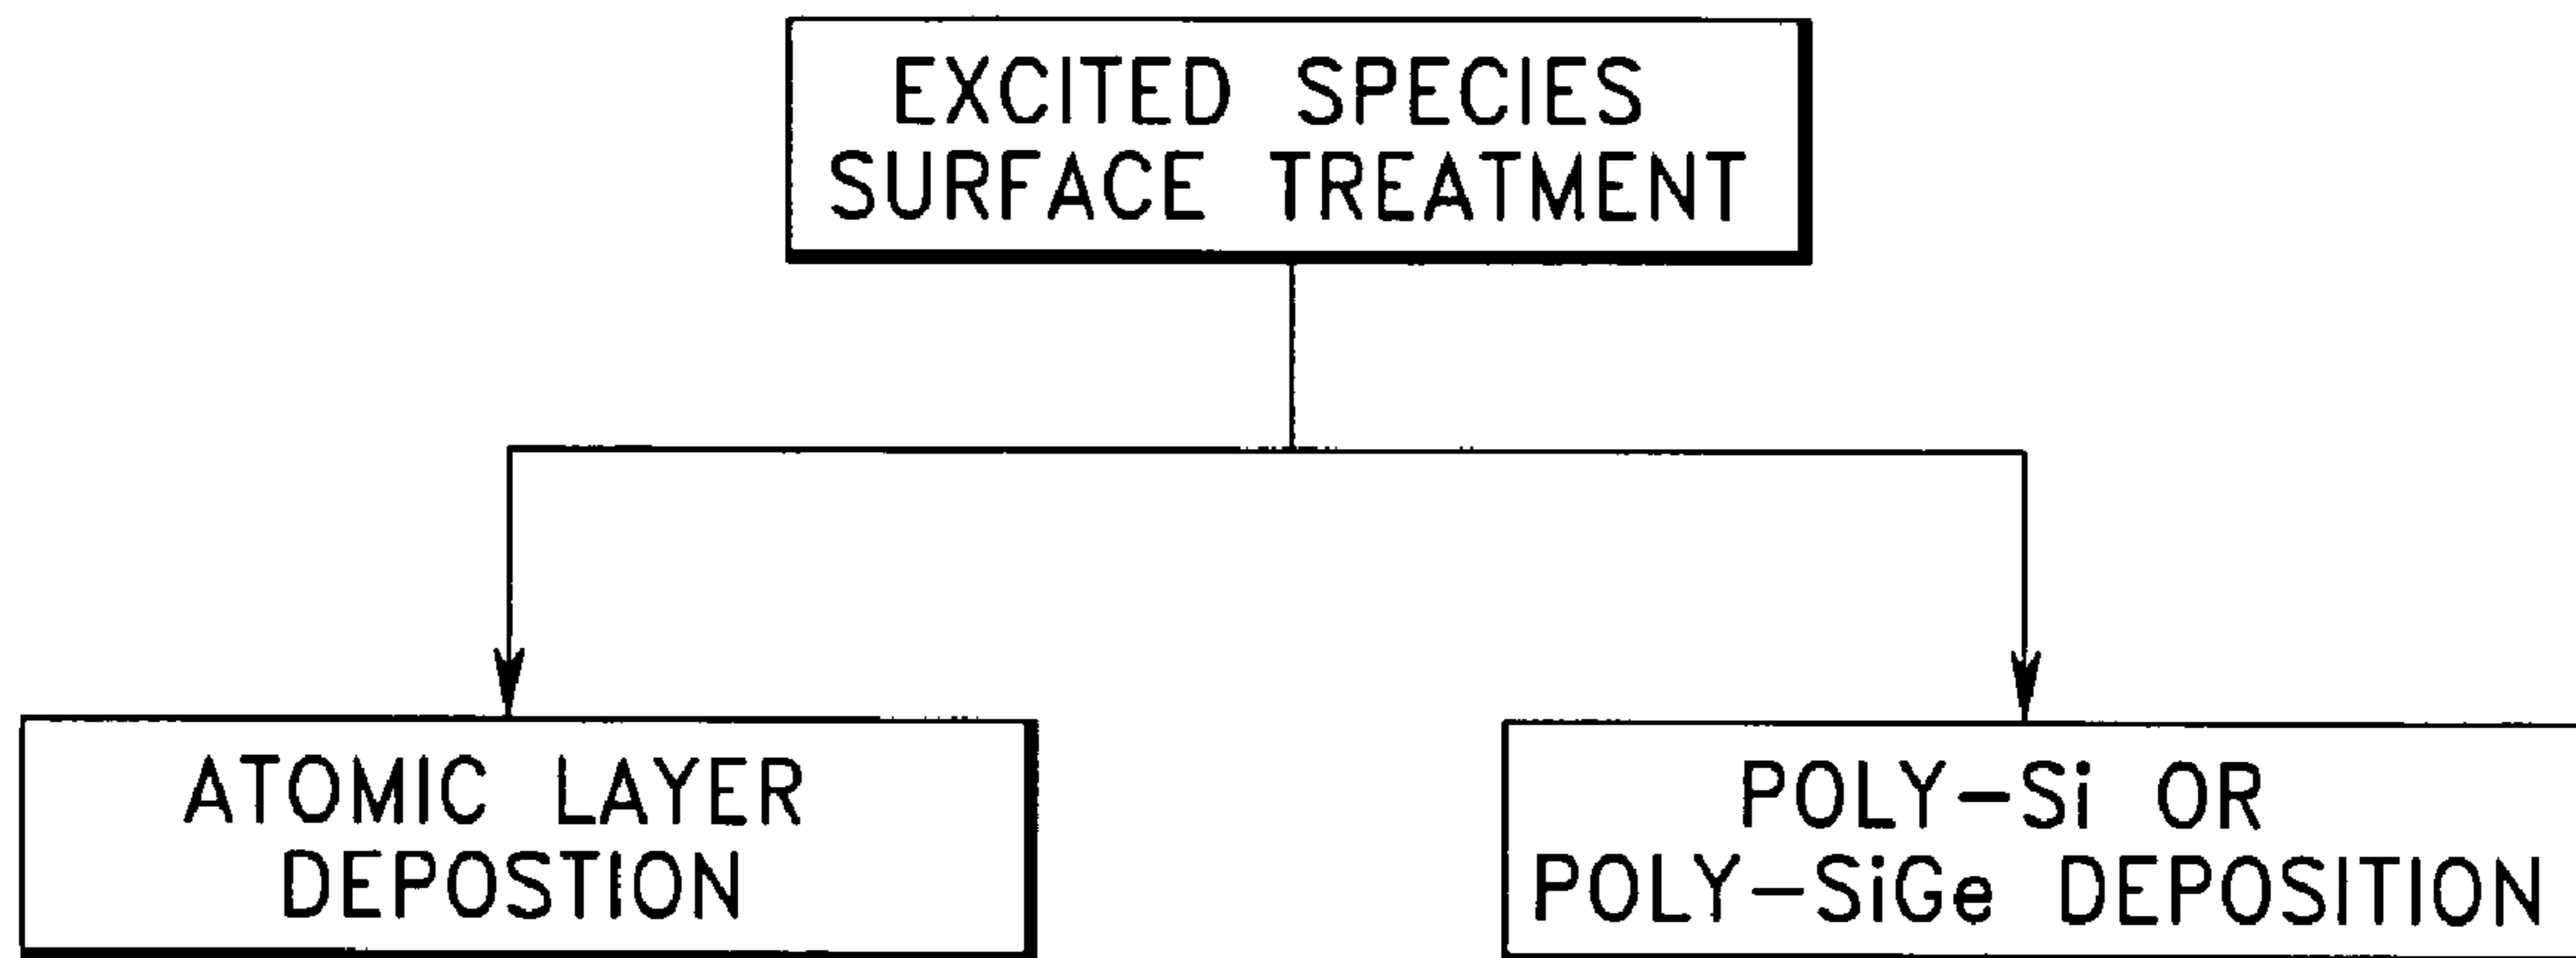 EXCITED SPECIES
SURFACE TREATMENT
ATOMIC LAYER
DEPOSTION
POLY-Si OR
POLY-SiGe DEPOSITION